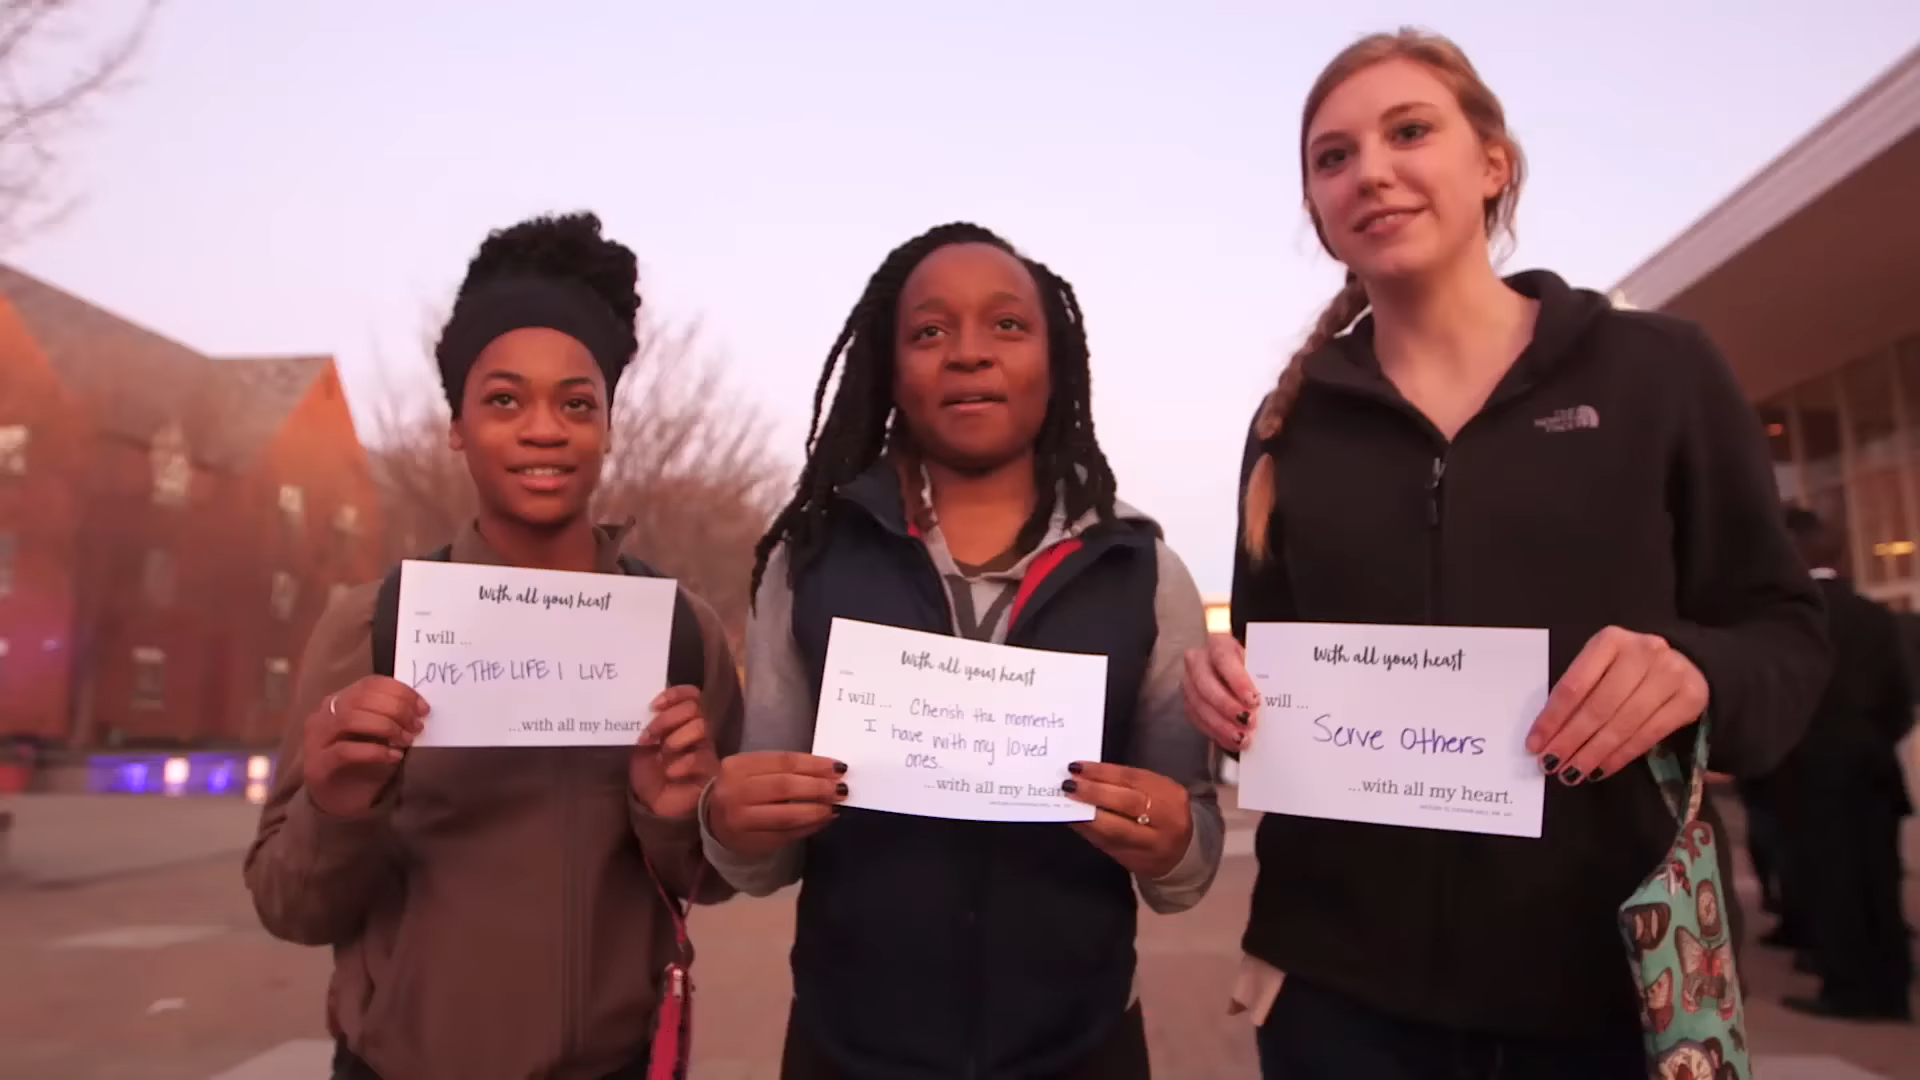 With all your heart
I will ...
LOVE THE LIFE I LIVE
...with all my heart.
With all your heart
I will ... Cherish the moments
I have with my loved
ones.
...with all my hear
With all your heart
will ...
Serve Others
...with all my heart.
THE
NORTH
FACE